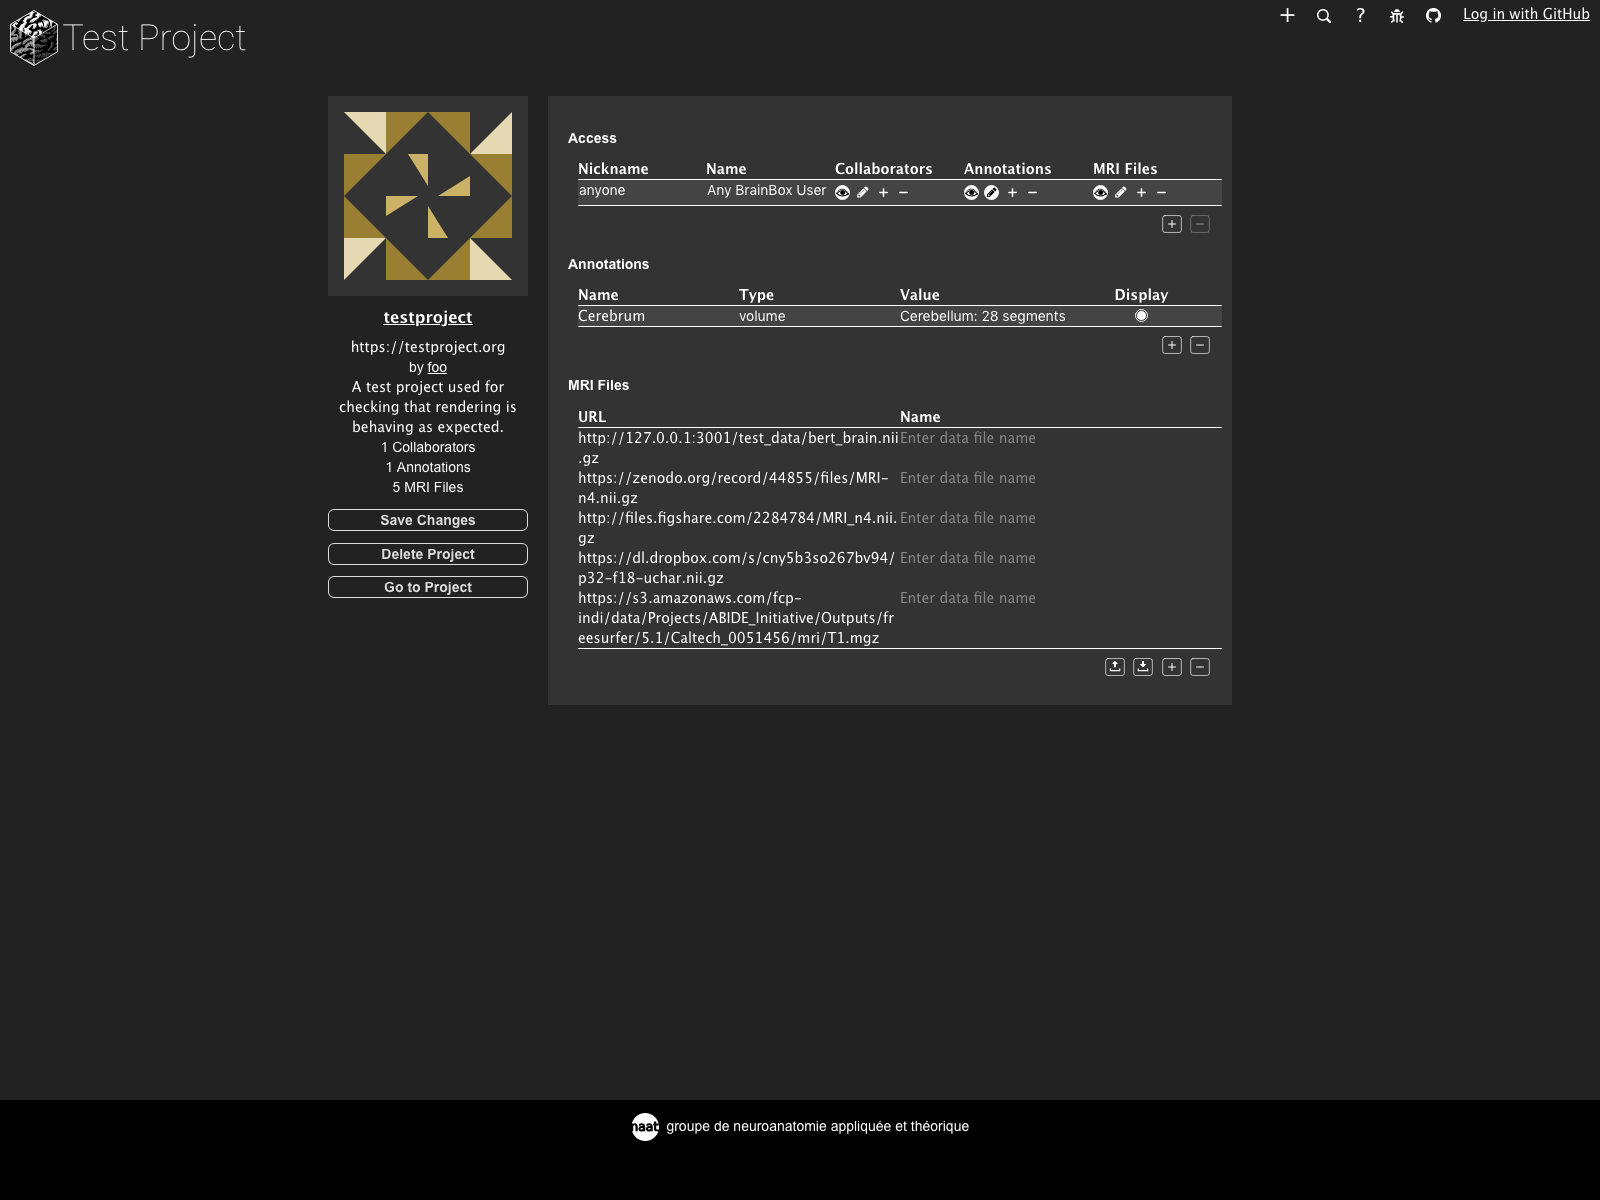 Test Project
? Log in with GitHub
testproject
https://testproject.org
by foo
A test project used for
checking that rendering is
behaving as expected.
1 Collaborators
1 Annotations
5 MRI Files
Save Changes
Delete Project
Go to Project
Access
Nickname Name Collaborators Annotations MRI Files
anyone Any BrainBox User
Annotations
Name Type Value Display
Cerebrum volume Cerebellum: 28 segments
MRI Files
URL Name
http://127.0.0.1:3001/test_data/bert_brain.nii Enter data file name
.gz
https://zenodo.org/record/44855/files/MRI- Enter data file name
n4.nii.gz
http://files.figshare.com/2284784/MRI_n4.nii. Enter data file name
gz
https://dl.dropbox.com/s/cny5b3so267bv94/ Enter data file name
p32-f18-uchar.nii.gz
https://s3.amazonaws.com/fcp- Enter data file name
indi/data/Projects/ABIDE_Initiative/Outputs/fr
eesurfer/5.1/Caltech_0051456/mri/T1.mgz
naat groupe de neuroanatomie appliquée et théorique